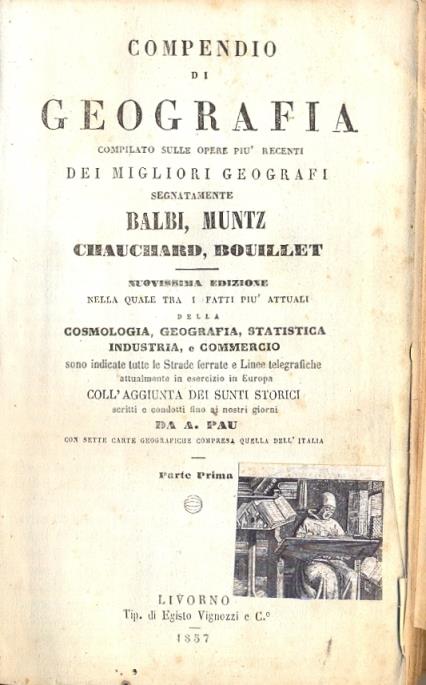 COMPENDIO
DI
GEOGRAFIA
COMPILATO SULLE OPERE PIU' RECENTI
DEI MIGLIORI GEOGRAFI
SEGNATAMENTE
BALBI, MUNTZ
CHAUCHARD, BOUILLET
NUOVISSIMA EDIZIONE
NELLA QUALE TRA I FATTI PIU' ATTUALI
DELLA
COSMOLOGIA, GEOGRAFIA, STATISTICA
INDUSTRIA, e COMMERCIO
sono indicate tutte le Strade ferrate e Linee telegrafiche
attualmente in esercizio in Europa
COLL'AGGIUNTA DEI SUNTI STORICI
scritti e condotti fino ai nostri giorni
DA A. PAU
CON SETTE CARTE GEOGRAFICHE COMPRESA QUELLA DELL'ITALIA
Parte Prima
LIVORNO
Tip. di Egisto Vignozzi e C.º
1857